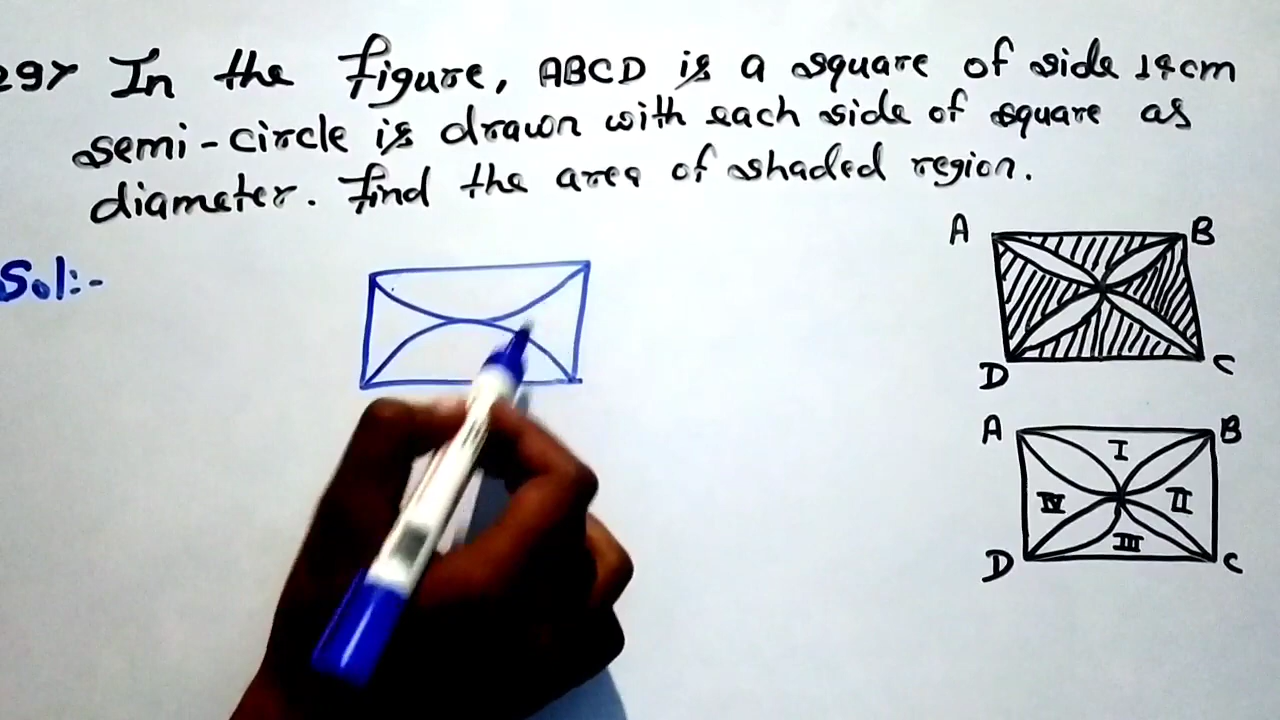 29> In the figure, ABCD is a square of side 14cm
semi-circle is drawn with each side of square as
diameter. Find the area of shaded region.
Sol:-
A B
D C
A B
I
IV II
III
D C